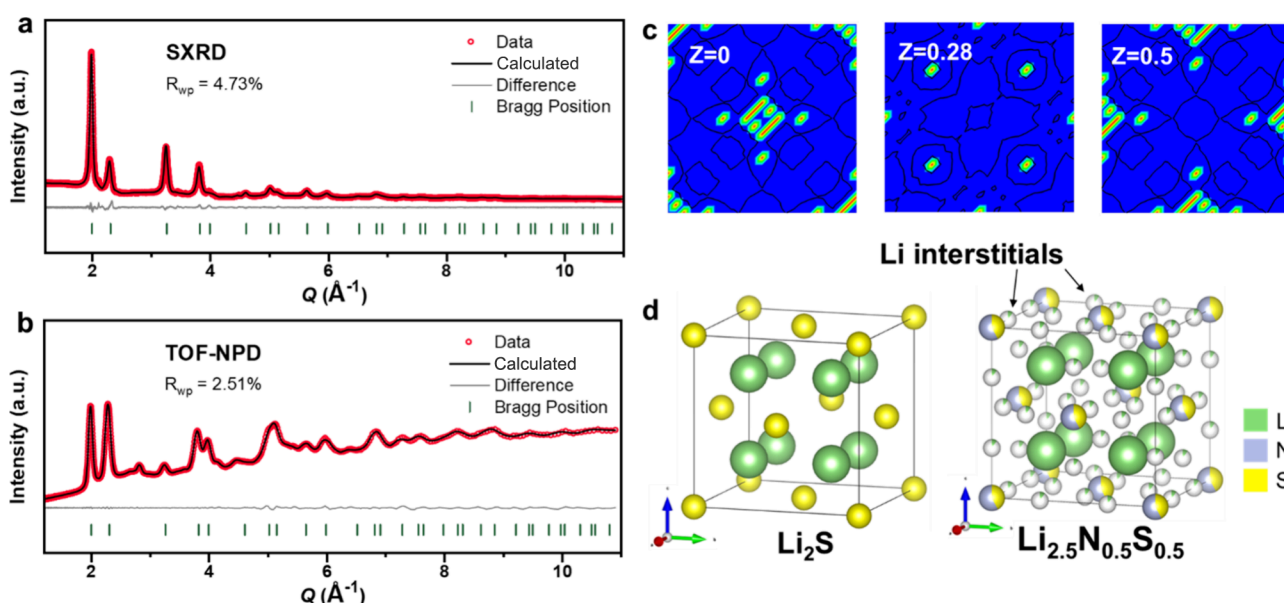 a
SXRD
Rwp = 4.73%
Data
Calculated
Difference
Bragg Position
Intensity (a.u.)
2 4 6 8 10
Q (Å-1)
b
TOF-NPD
Rwp = 2.51%
Data
Calculated
Difference
Bragg Position
Intensity (a.u.)
2 4 6 8 10
Q (Å-1)
c
Z=0
Z=0.28
Z=0.5
Li interstitials
d
Li2S
Li2.5N0.5S0.5
L
N
S